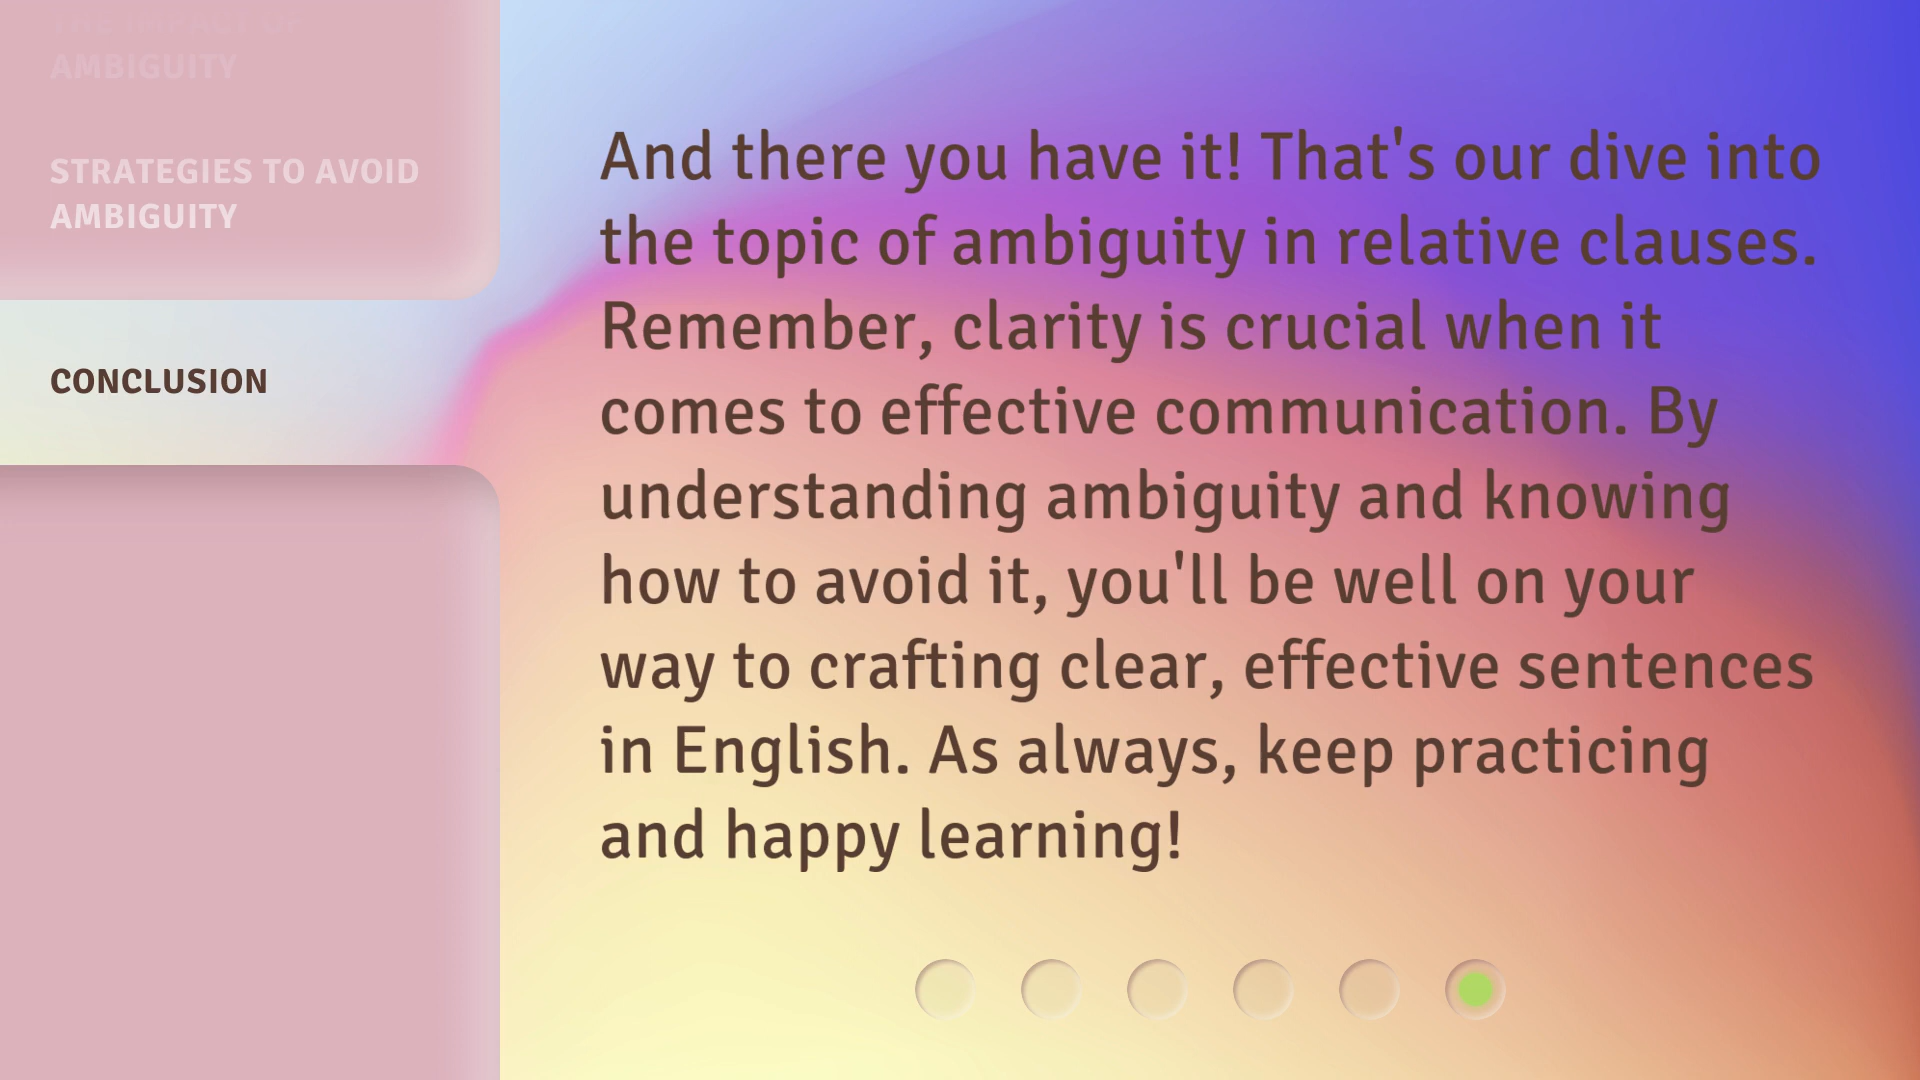 THE IMPACT OF
AMBIGUITY
STRATEGIES TO AVOID
AMBIGUITY
CONCLUSION
And there you have it! That's our dive into
the topic of ambiguity in relative clauses.
Remember, clarity is crucial when it
comes to effective communication. By
understanding ambiguity and knowing
how to avoid it, you'll be well on your
way to crafting clear, effective sentences
in English. As always, keep practicing
and happy learning!